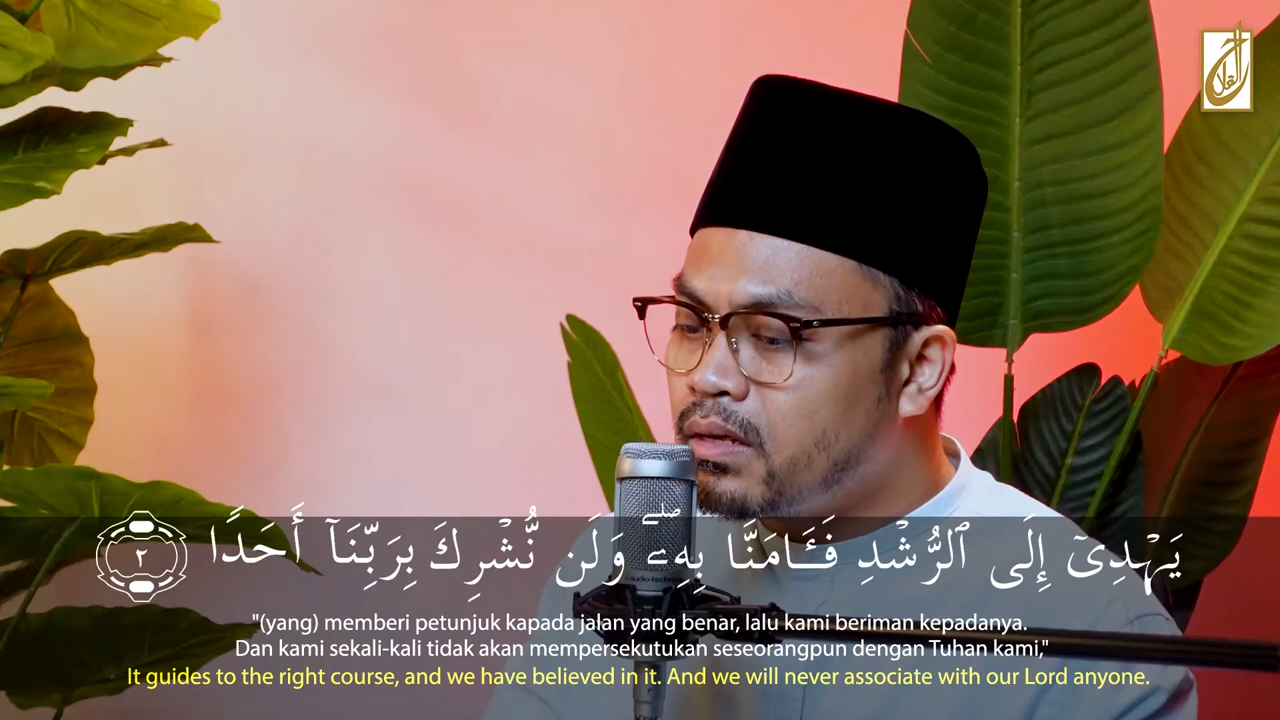 يَهْدِىٓ إِلَى ٱلرُّشْدِ فَـَٔامَنَّا بِهِۦ ۖ وَلَن نُّشْرِكَ بِرَبِّنَآ أَحَدًا ٢
"(yang) memberi petunjuk kapada jalan yang benar, lalu kami beriman kepadanya.
Dan kami sekali-kali tidak akan mempersekutukan seseorangpun dengan Tuhan kami,"
It guides to the right course, and we have believed in it. And we will never associate with our Lord anyone.
audio-technica